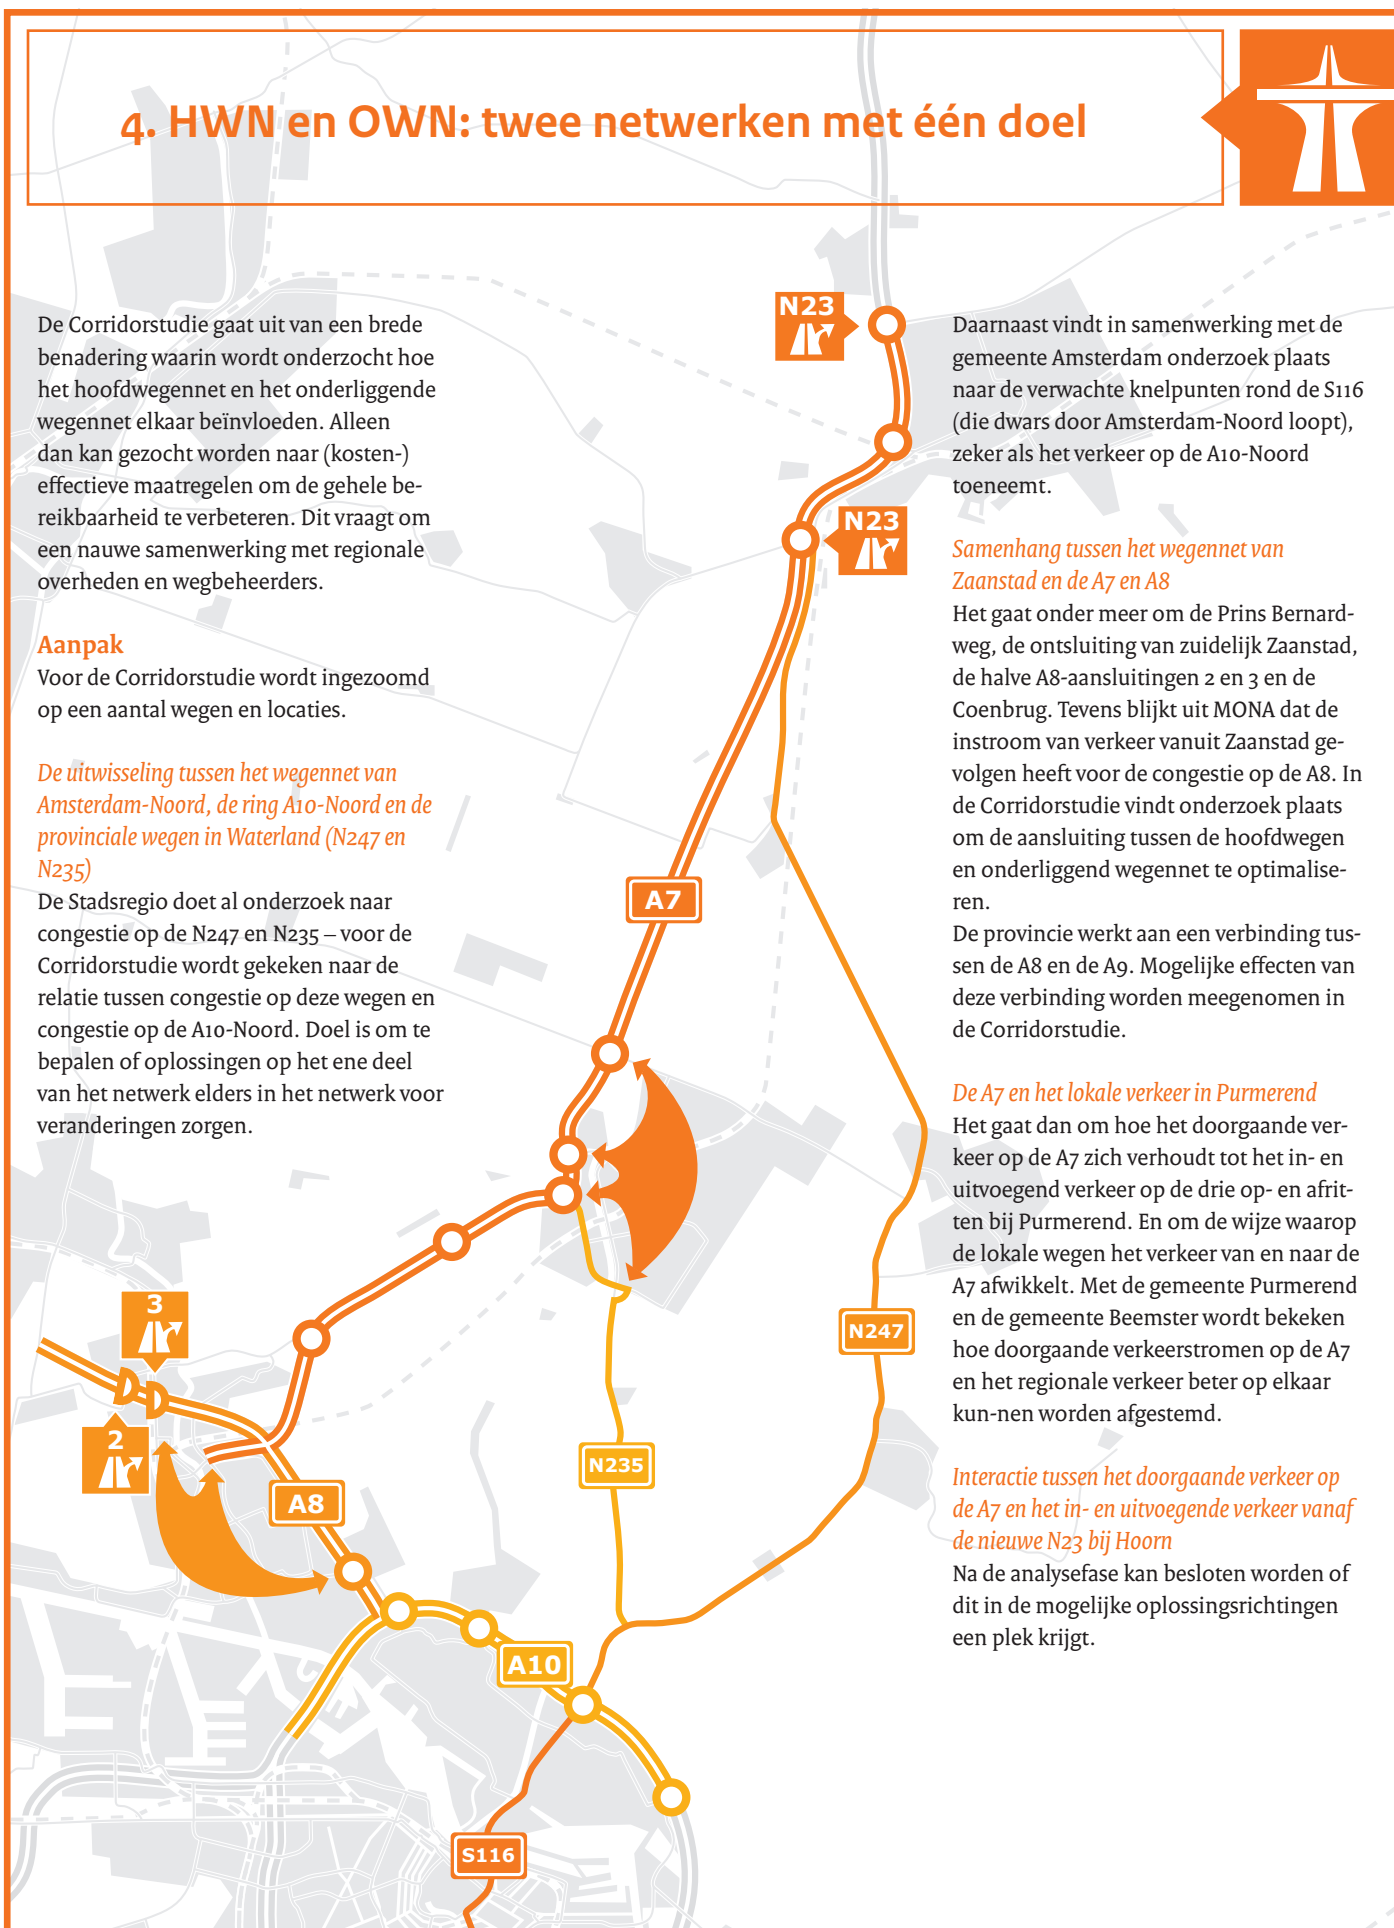 4. HWN en OWN: twee netwerken met één doel
De Corridorstudie gaat uit van een brede
benadering waarin wordt onderzocht hoe
het hoofdwegennet en het onderliggende
wegennet elkaar beïnvloeden. Alleen
dan kan gezocht worden naar (kosten-)
effectieve maatregelen om de gehele be-
reikbaarheid te verbeteren. Dit vraagt om
een nauwe samenwerking met regionale
overheden en wegbeheerders.
Aanpak
Voor de Corridorstudie wordt ingezoomd
op een aantal wegen en locaties.
De uitwisseling tussen het wegennet van
Amsterdam-Noord, de ring A10-Noord en de
provinciale wegen in Waterland (N247 en
N235)
De Stadsregio doet al onderzoek naar
congestie op de N247 en N235 – voor de
Corridorstudie wordt gekeken naar de
relatie tussen congestie op deze wegen en
congestie op de A10-Noord. Doel is om te
bepalen of oplossingen op het ene deel
van het netwerk elders in het netwerk voor
veranderingen zorgen.
Daarnaast vindt in samenwerking met de
gemeente Amsterdam onderzoek plaats
naar de verwachte knelpunten rond de S116
(die dwars door Amsterdam-Noord loopt),
zeker als het verkeer op de A10-Noord
toeneemt.
Samenhang tussen het wegennet van
Zaanstad en de A7 en A8
Het gaat onder meer om de Prins Bernard-
weg, de ontsluiting van zuidelijk Zaanstad,
de halve A8-aansluitingen 2 en 3 en de
Coenbrug. Tevens blijkt uit MONA dat de
instroom van verkeer vanuit Zaanstad ge-
volgen heeft voor de congestie op de A8. In
de Corridorstudie vindt onderzoek plaats
om de aansluiting tussen de hoofdwegen
en onderliggend wegennet te optimalise-
ren.
De provincie werkt aan een verbinding tus-
sen de A8 en de A9. Mogelijke effecten van
deze verbinding worden meegenomen in
de Corridorstudie.
De A7 en het lokale verkeer in Purmerend
Het gaat dan om hoe het doorgaande ver-
keer op de A7 zich verhoudt tot het in- en
uitvoegend verkeer op de drie op- en afrit-
ten bij Purmerend. En om de wijze waarop
de lokale wegen het verkeer van en naar de
A7 afwikkelt. Met de gemeente Purmerend
en de gemeente Beemster wordt bekeken
hoe doorgaande verkeerstromen op de A7
en het regionale verkeer beter op elkaar
kun-nen worden afgestemd.
Interactie tussen het doorgaande verkeer op
de A7 en het in- en uitvoegende verkeer vanaf
de nieuwe N23 bij Hoorn
Na de analysefase kan besloten worden of
dit in de mogelijke oplossingsrichtingen
een plek krijgt.
N23
N23
A7
3
N247
2
N235
A8
A10
S116